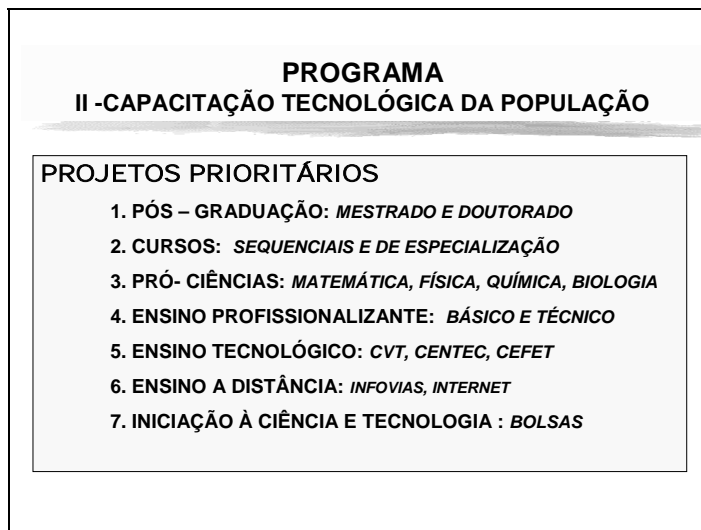 PROGRAMA
II -CAPACITAÇÃO TECNOLÓGICA DA POPULAÇÃO
PROJETOS PRIORITÁRIOS
1. PÓS – GRADUAÇÃO: MESTRADO E DOUTORADO
2. CURSOS: SEQUENCIAIS E DE ESPECIALIZAÇÃO
3. PRÓ- CIÊNCIAS: MATEMÁTICA, FÍSICA, QUÍMICA, BIOLOGIA
4. ENSINO PROFISSIONALIZANTE: BÁSICO E TÉCNICO
5. ENSINO TECNOLÓGICO: CVT, CENTEC, CEFET
6. ENSINO A DISTÂNCIA: INFOVIAS, INTERNET
7. INICIAÇÃO À CIÊNCIA E TECNOLOGIA : BOLSAS